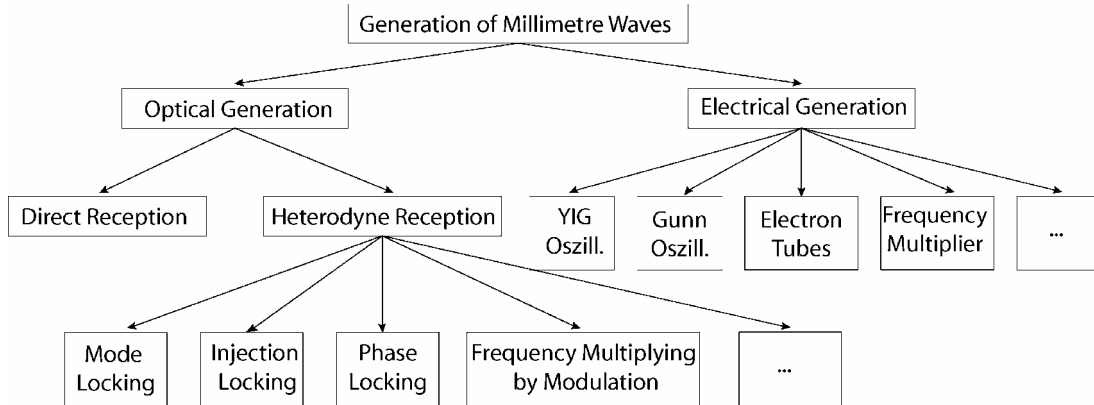 Generation of Millimetre Waves
Optical Generation
Electrical Generation
Direct Reception
Heterodyne Reception
YIG
Oszill.
Gunn
Oszill.
Electron
Tubes
Frequency
Multiplier
...
Mode
Locking
Injection
Locking
Phase
Locking
Frequency Multiplying
by Modulation
...